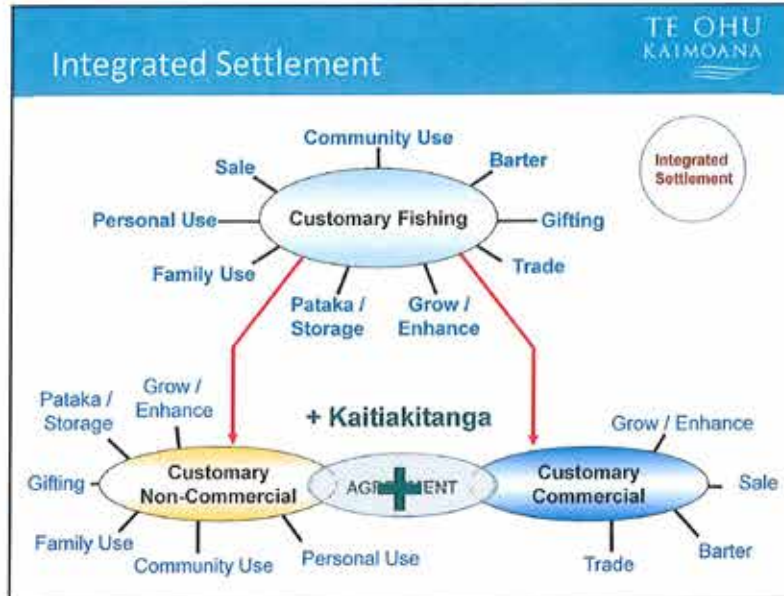 TE OHU
KAIMOANA
Integrated Settlement
Community Use
Sale
Barter
Integrated
Settlement
Personal Use
Customary Fishing
Gifting
Family Use
Trade
Pataka /
Storage
Grow /
Enhance
Pataka /
Storage
Grow /
Enhance
+ Kaitiakitanga
Grow / Enhance
Gifting
Customary
Non-Commercial
AGREEMENT
Customary
Commercial
Sale
Family Use
Community Use
Personal Use
Trade
Barter